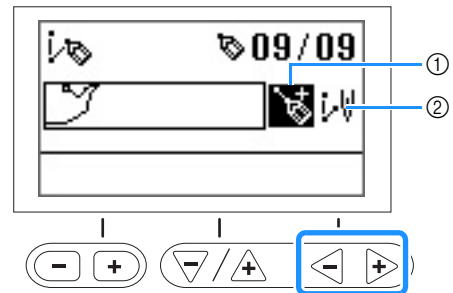 09/09
①
②
- + / - + - +